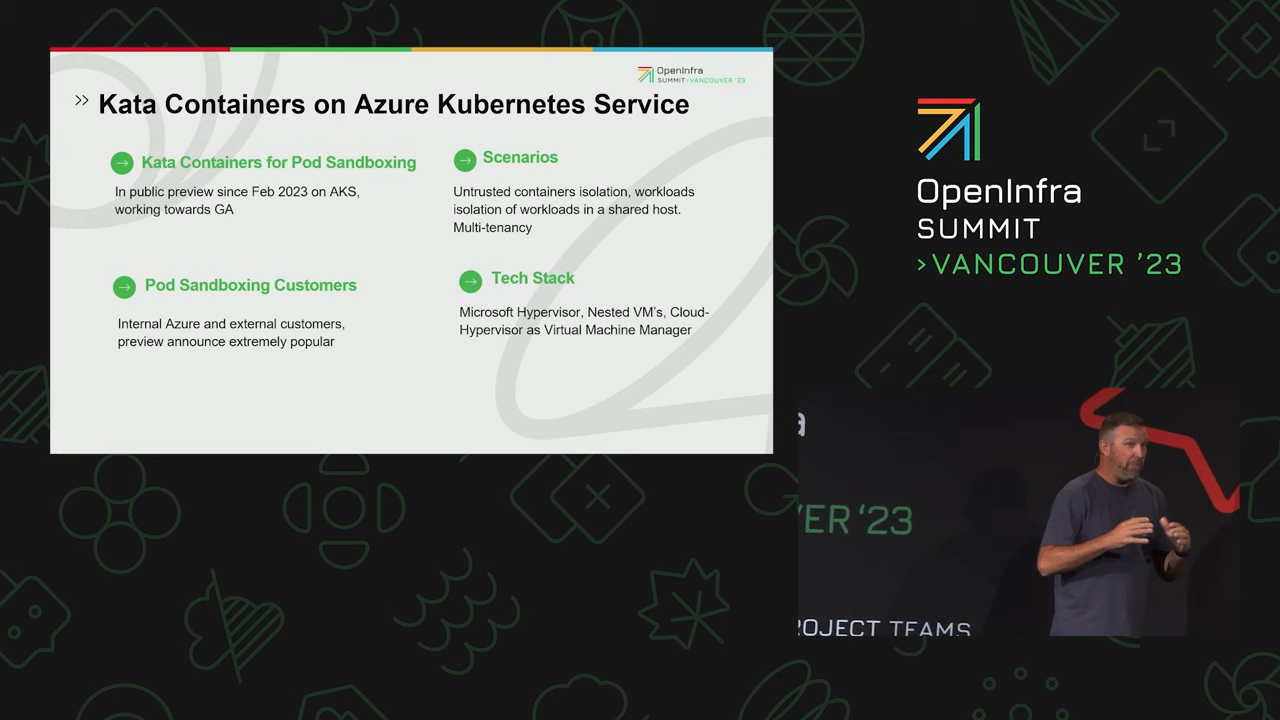 OpenInfra
SUMMIT >VANCOUVER '23
>> Kata Containers on Azure Kubernetes Service
Kata Containers for Pod Sandboxing
In public preview since Feb 2023 on AKS,
working towards GA
Scenarios
Untrusted containers isolation, workloads
isolation of workloads in a shared host.
Multi-tenancy
Pod Sandboxing Customers
Internal Azure and external customers,
preview announce extremely popular
Tech Stack
Microsoft Hypervisor, Nested VM's, Cloud-
Hypervisor as Virtual Machine Manager
OpenInfra
SUMMIT
>VANCOUVER '23
a
VER '23
ROJECT TEAMS